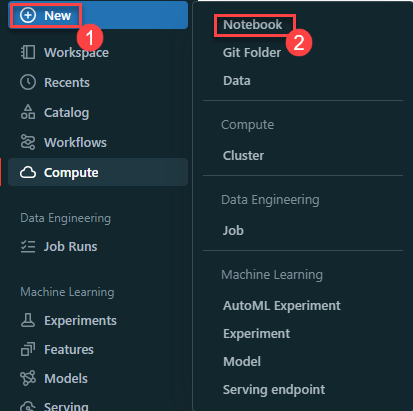 New
1
Workspace
Recents
Catalog
Workflows
Compute
Data Engineering
Job Runs
Machine Learning
Experiments
Features
Models
Serving
Notebook
2
Git Folder
Data
Compute
Cluster
Data Engineering
Job
Machine Learning
AutoML Experiment
Experiment
Model
Serving endpoint